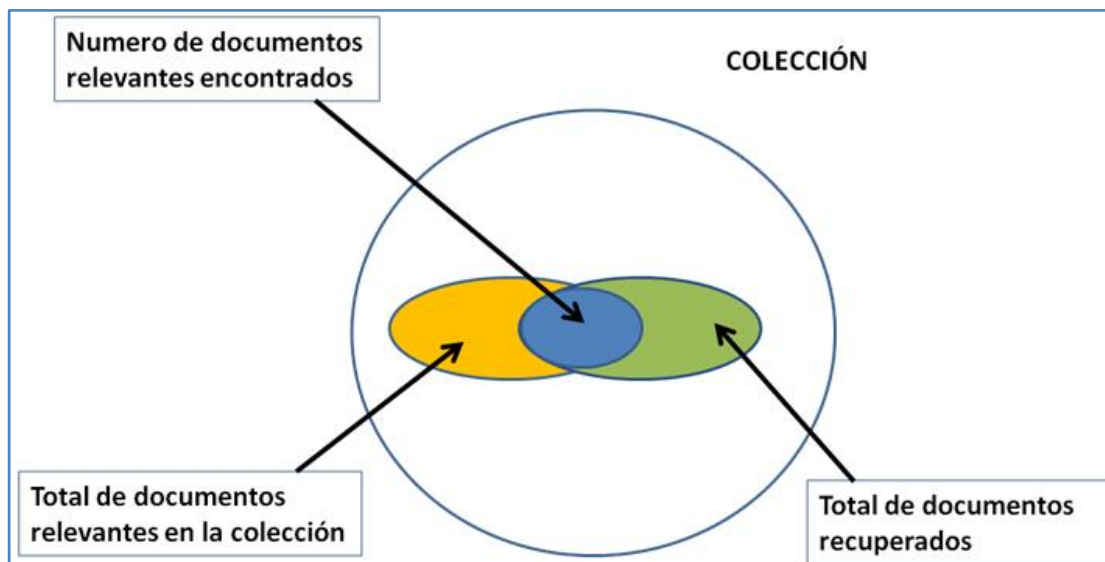 Numero de documentos
relevantes encontrados
COLECCIÓN
Total de documentos
relevantes en la colección
Total de documentos
recuperados